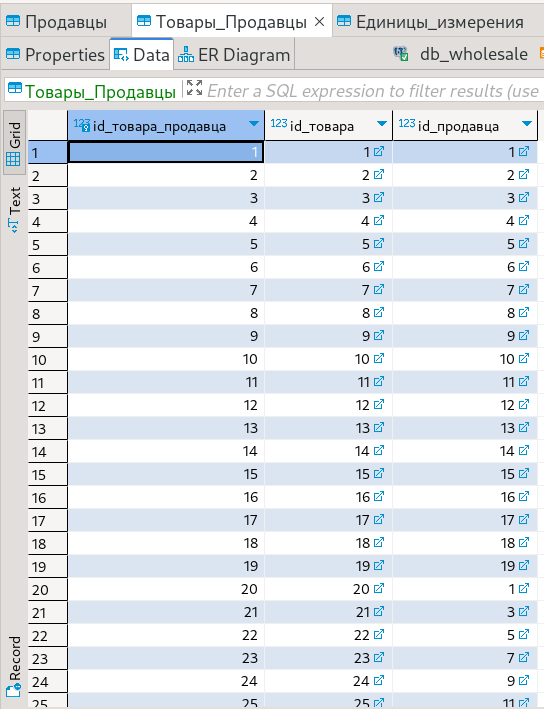 Продавцы Товары_Продавцы Единицы_измерения
Properties Data ER Diagram db_wholesale
Товары_Продавцы Enter a SQL expression to filter results (use
Grid
Text
Record
123 id_товара_продавца 123 id_товара 123 id_продавца
1 1 1 1
2 2 2 2
3 3 3 3
4 4 4 4
5 5 5 5
6 6 6 6
7 7 7 7
8 8 8 8
9 9 9 9
10 10 10 10
11 11 11 11
12 12 12 12
13 13 13 13
14 14 14 14
15 15 15 15
16 16 16 16
17 17 17 17
18 18 18 18
19 19 19 19
20 20 20 1
21 21 21 3
22 22 22 5
23 23 23 7
24 24 24 9
25 25 25 11